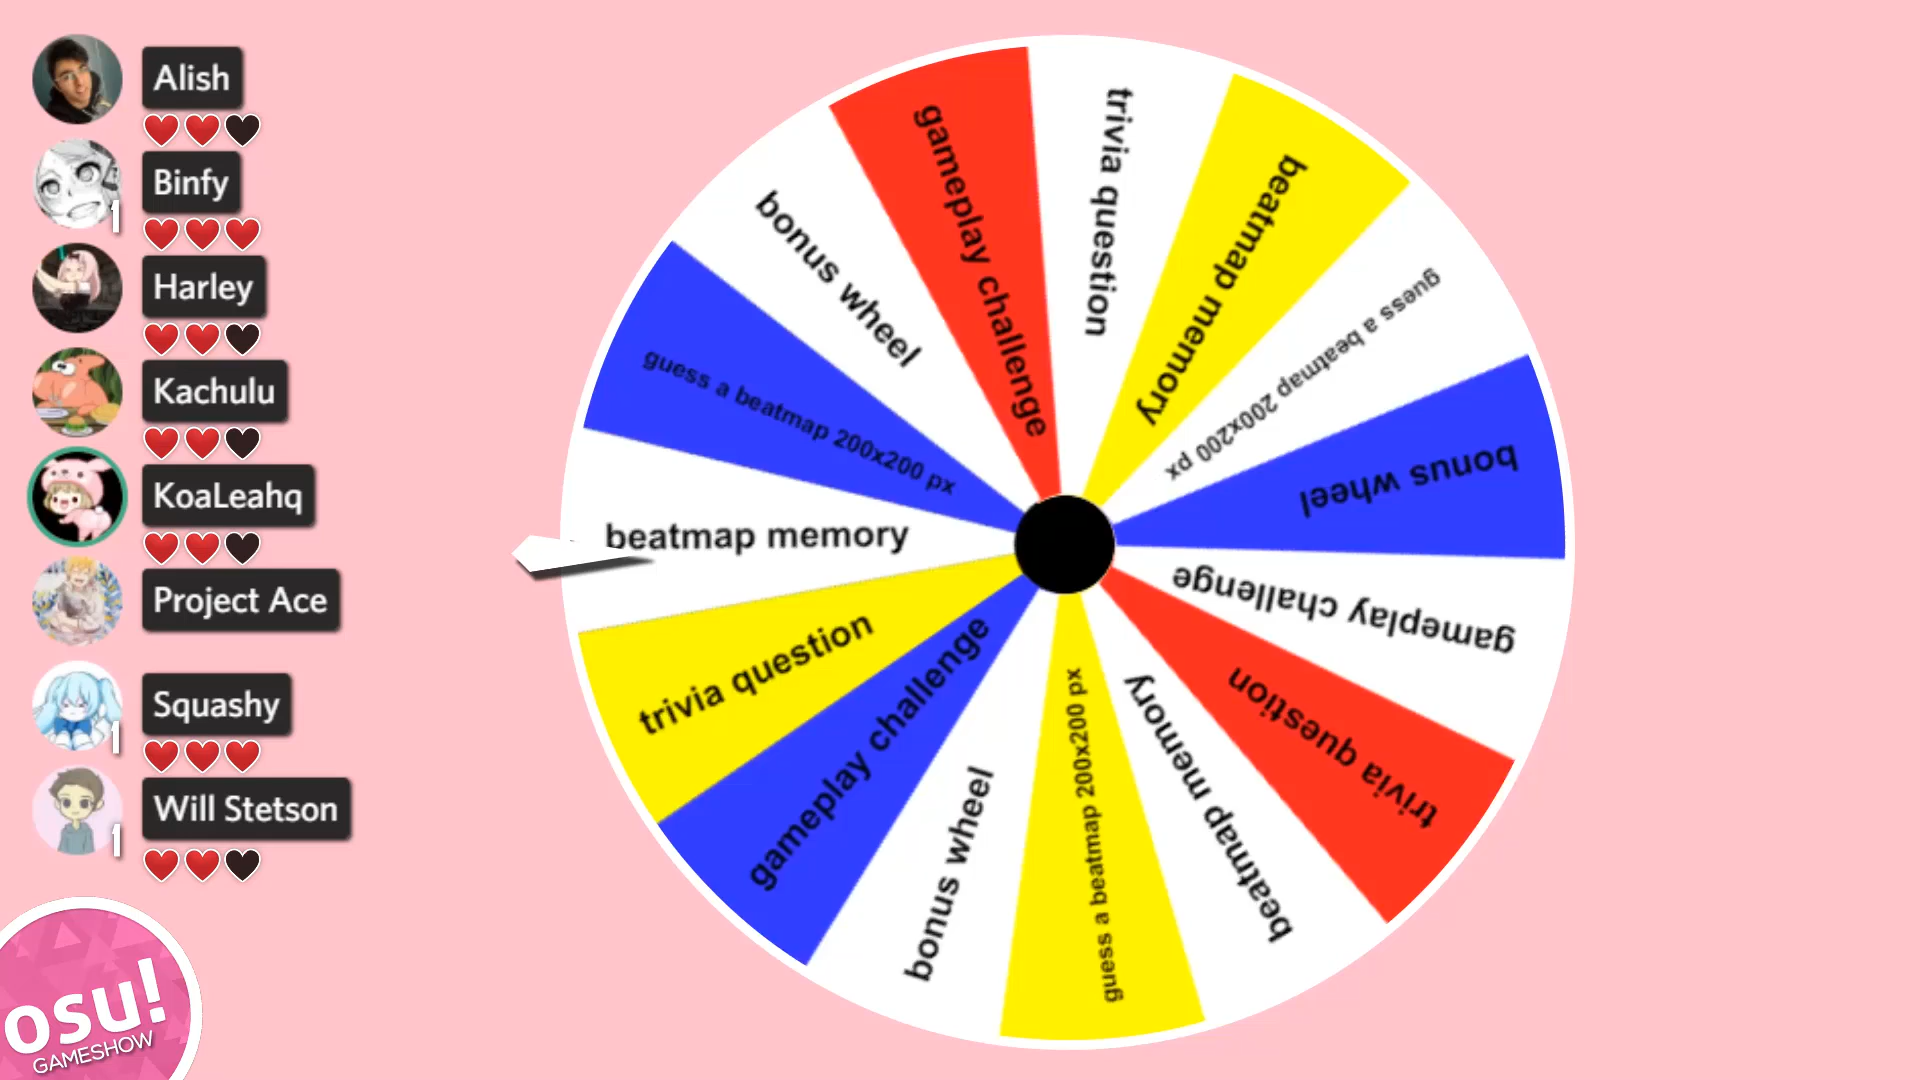 Alish
Binfy
1
Harley
Kachulu
KoaLeahq
Project Ace
Squashy
1
Will Stetson
1
osu!
GAMESHOW
trivia question
beatmap memory
guess a beatmap 200x200 px
bonus wheel
gameplay challenge
trivia question
beatmap memory
guess a beatmap 200x200 px
bonus wheel
gameplay challenge
trivia question
beatmap memory
guess a beatmap 200x200 px
bonus wheel
gameplay challenge